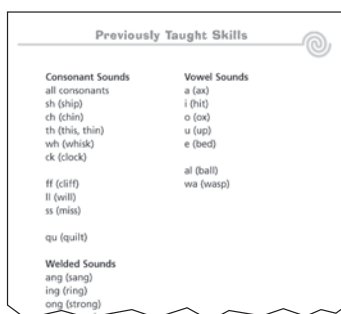 Previously Taught Skills
Consonant Sounds
all consonants
sh (ship)
ch (chin)
th (this, thin)
wh (whisk)
ck (clock)
ff (cliff)
ll (will)
ss (miss)
qu (quilt)
Welded Sounds
ang (sang)
ing (ring)
ong (strong)
Vowel Sounds
a (ax)
i (hit)
o (ox)
u (up)
e (bed)
al (ball)
wa (wasp)